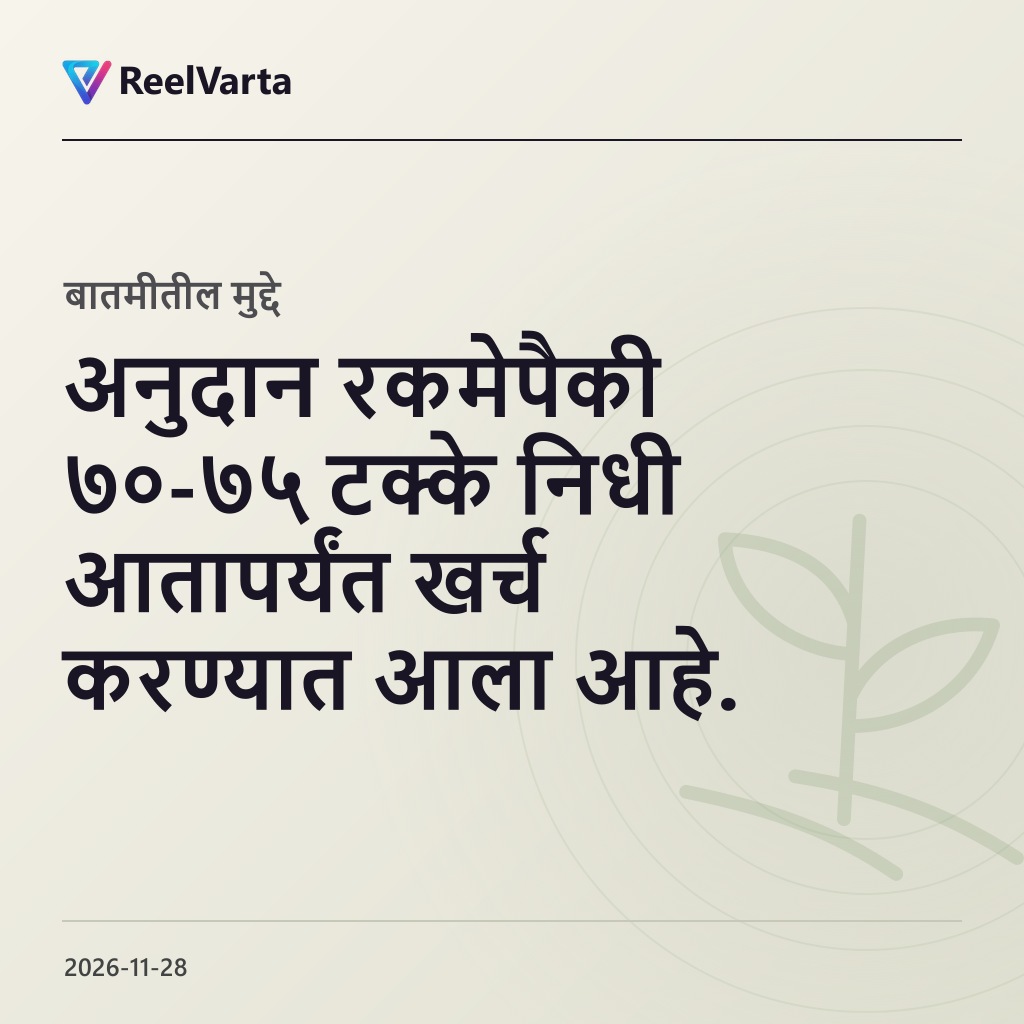 ReelVarta
बातमीतील मुद्दे
अनुदान रकमेपैकी
७०-७५ टक्के निधी
आतापर्यंत खर्च
करण्यात आला आहे.
2026-11-28